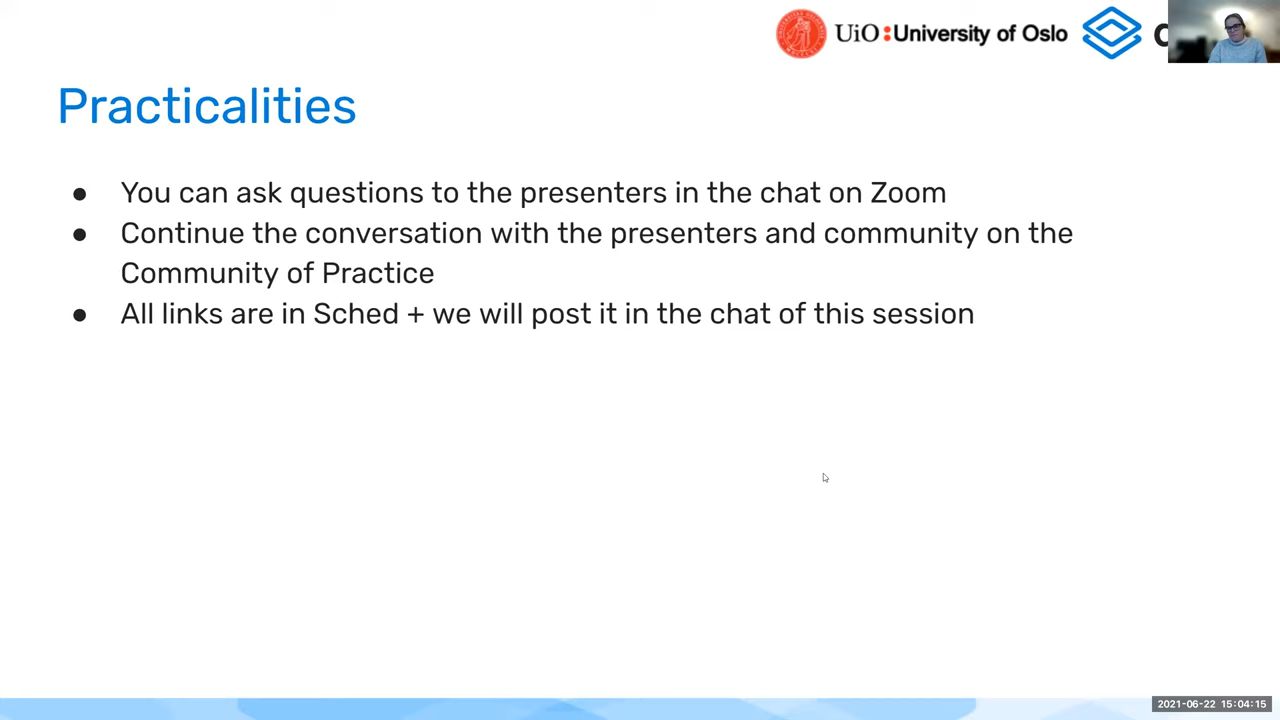 UiO:University of Oslo
Practicalities
● You can ask questions to the presenters in the chat on Zoom
● Continue the conversation with the presenters and community on the
Community of Practice
● All links are in Sched + we will post it in the chat of this session
2021-06-22 15:04:15